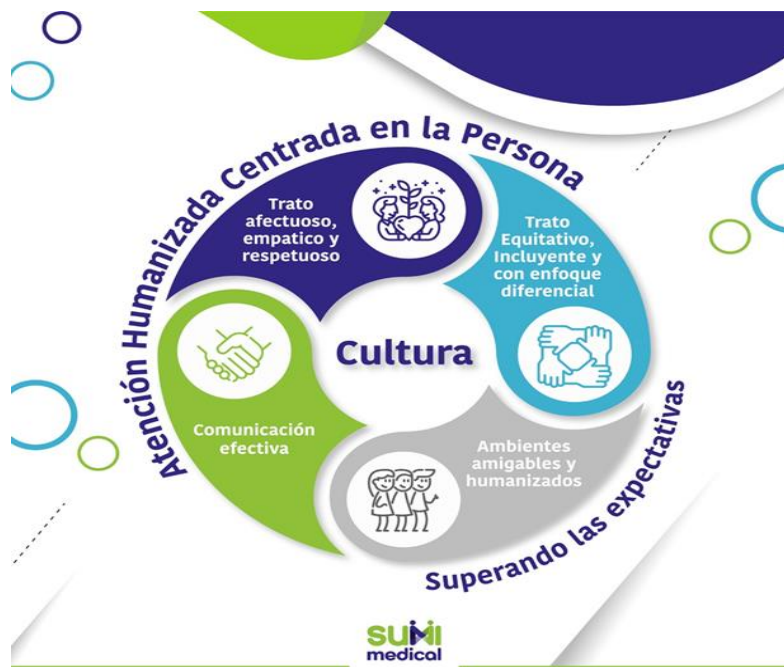 Atención Humanizada Centrada en la Persona
Trato
afectuoso,
empatico y
respetuoso
Trato
Equitativo,
Incluyente y
con enfoque
diferencial
Cultura
Comunicación
efectiva
Ambientes
amigables y
humanizados
Superando las expectativas
sumi
medical